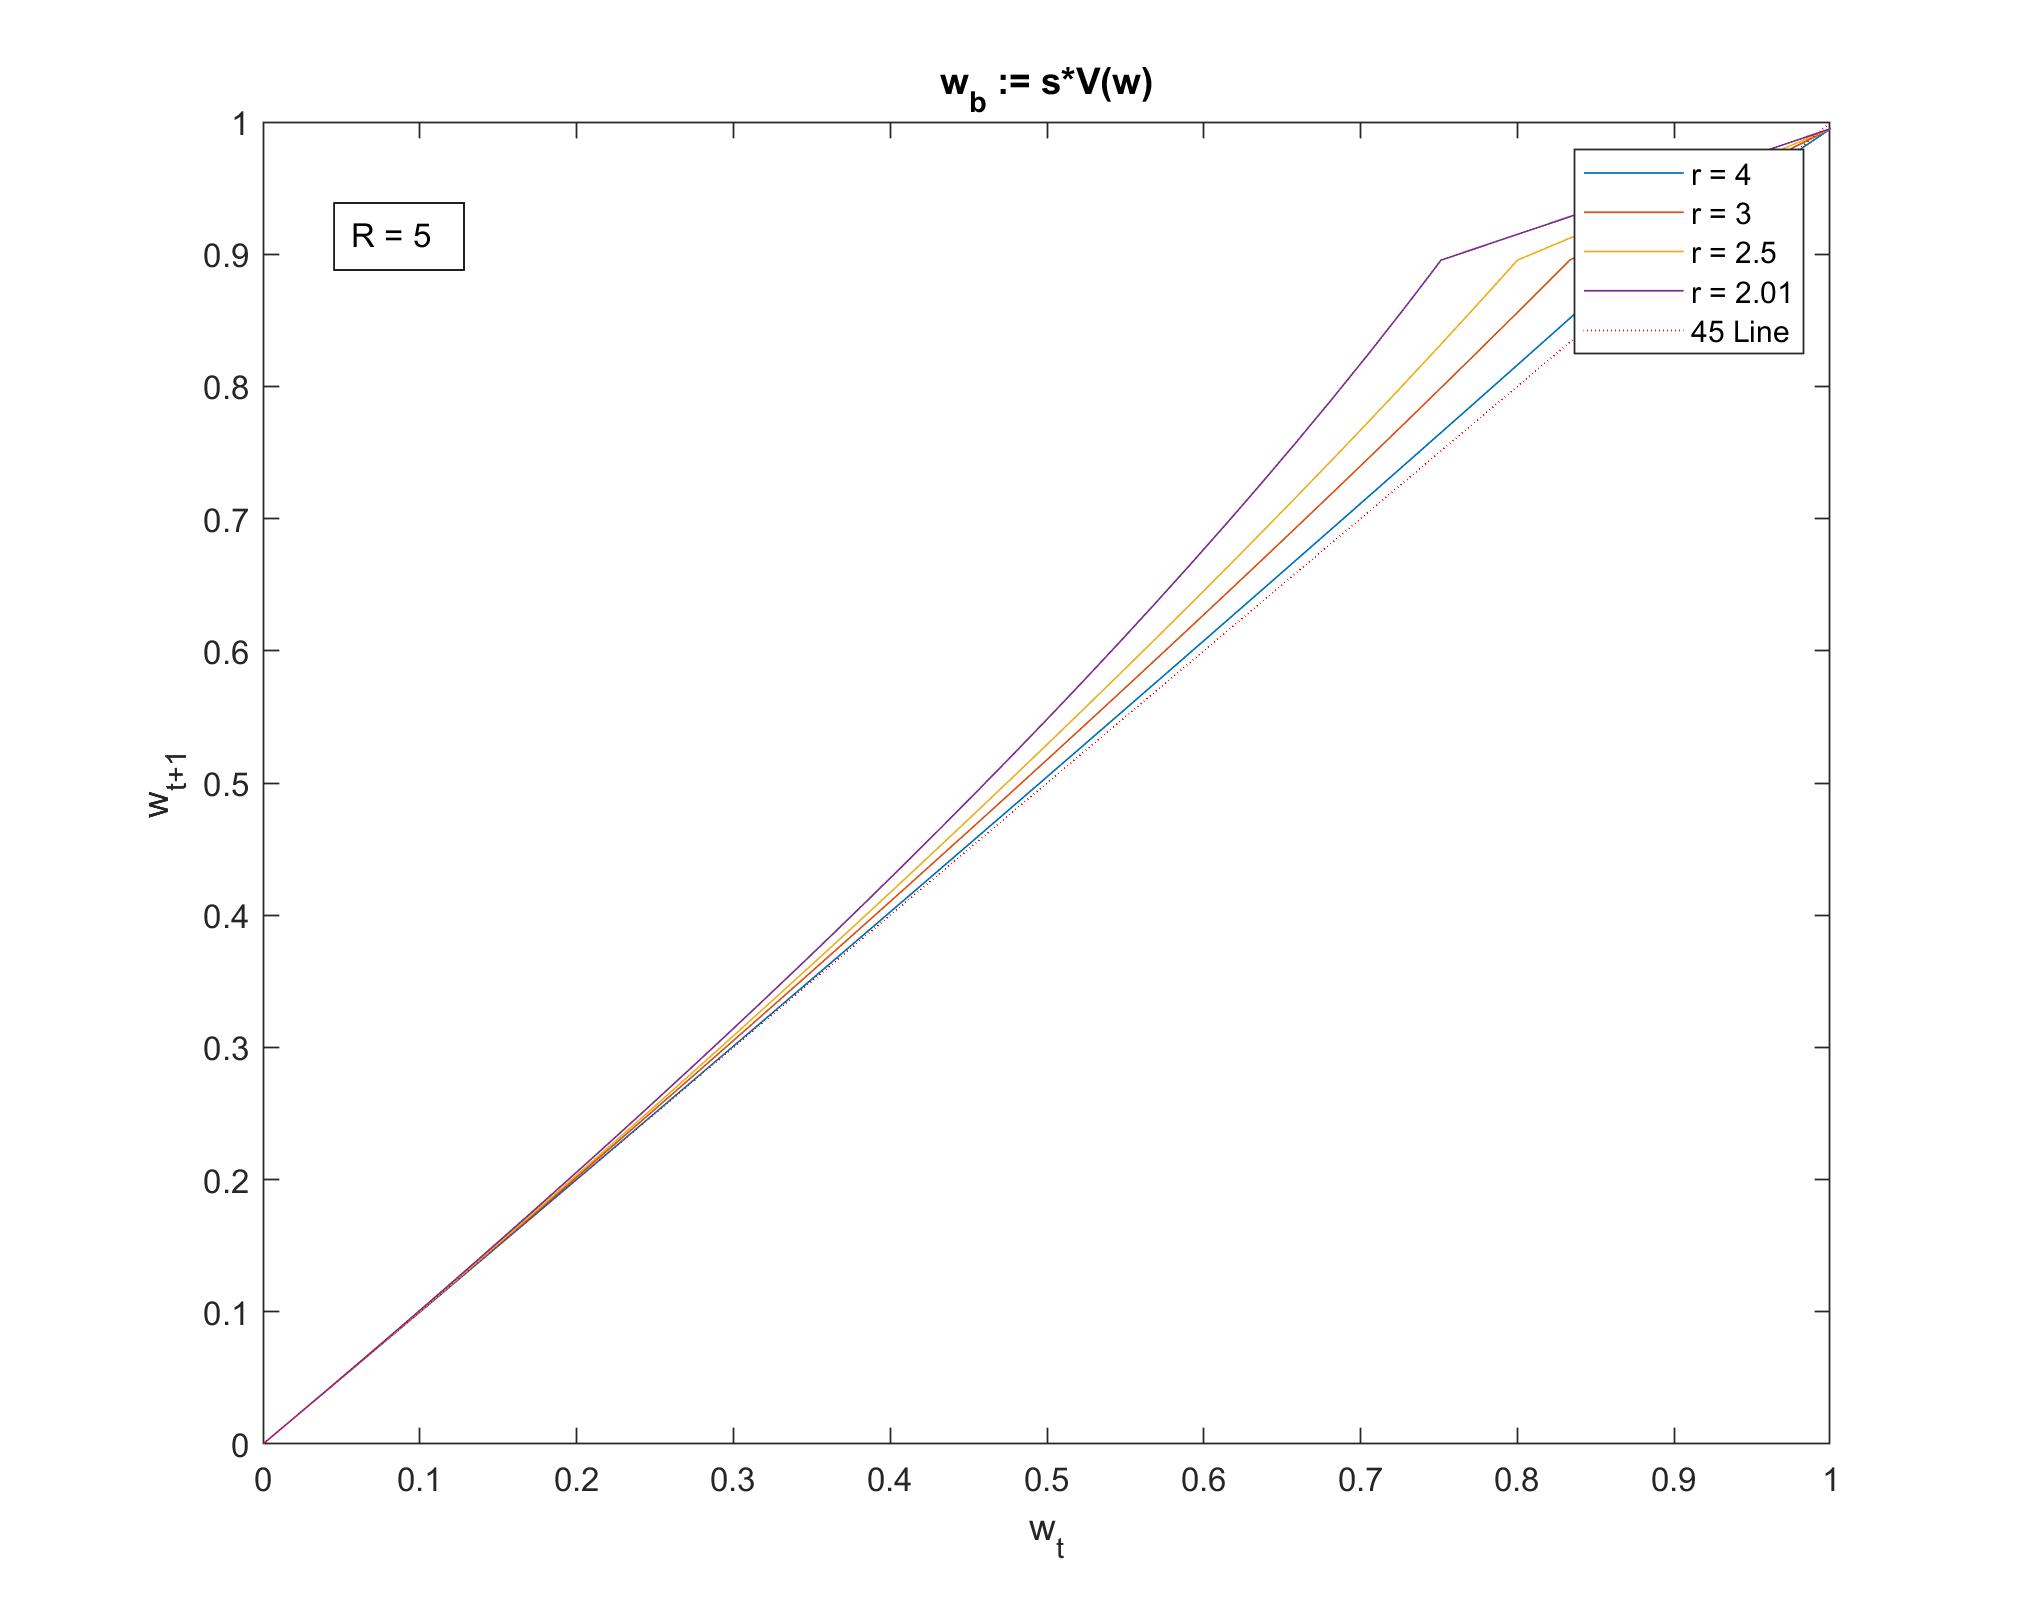 w_b := s*V(w)
1
0.9
0.8
0.7
0.6
0.5
0.4
0.3
0.2
0.1
0
w_t+1
R = 5
r = 4
r = 3
r = 2.5
r = 2.01
45 Line
0 0.1 0.2 0.3 0.4 0.5 0.6 0.7 0.8 0.9 1
w_t